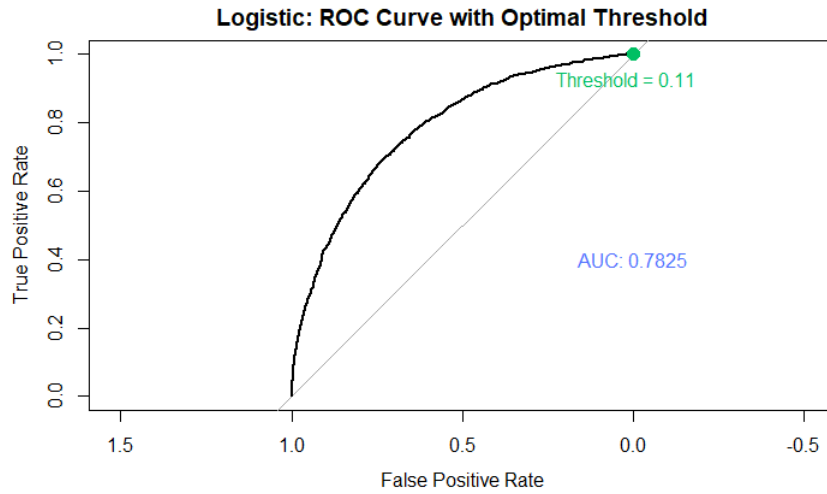 Logistic: ROC Curve with Optimal Threshold
True Positive Rate
1.0
0.8
0.6
0.4
0.2
0.0
Threshold = 0.11
AUC: 0.7825
1.5 1.0 0.5 0.0 -0.5
False Positive Rate